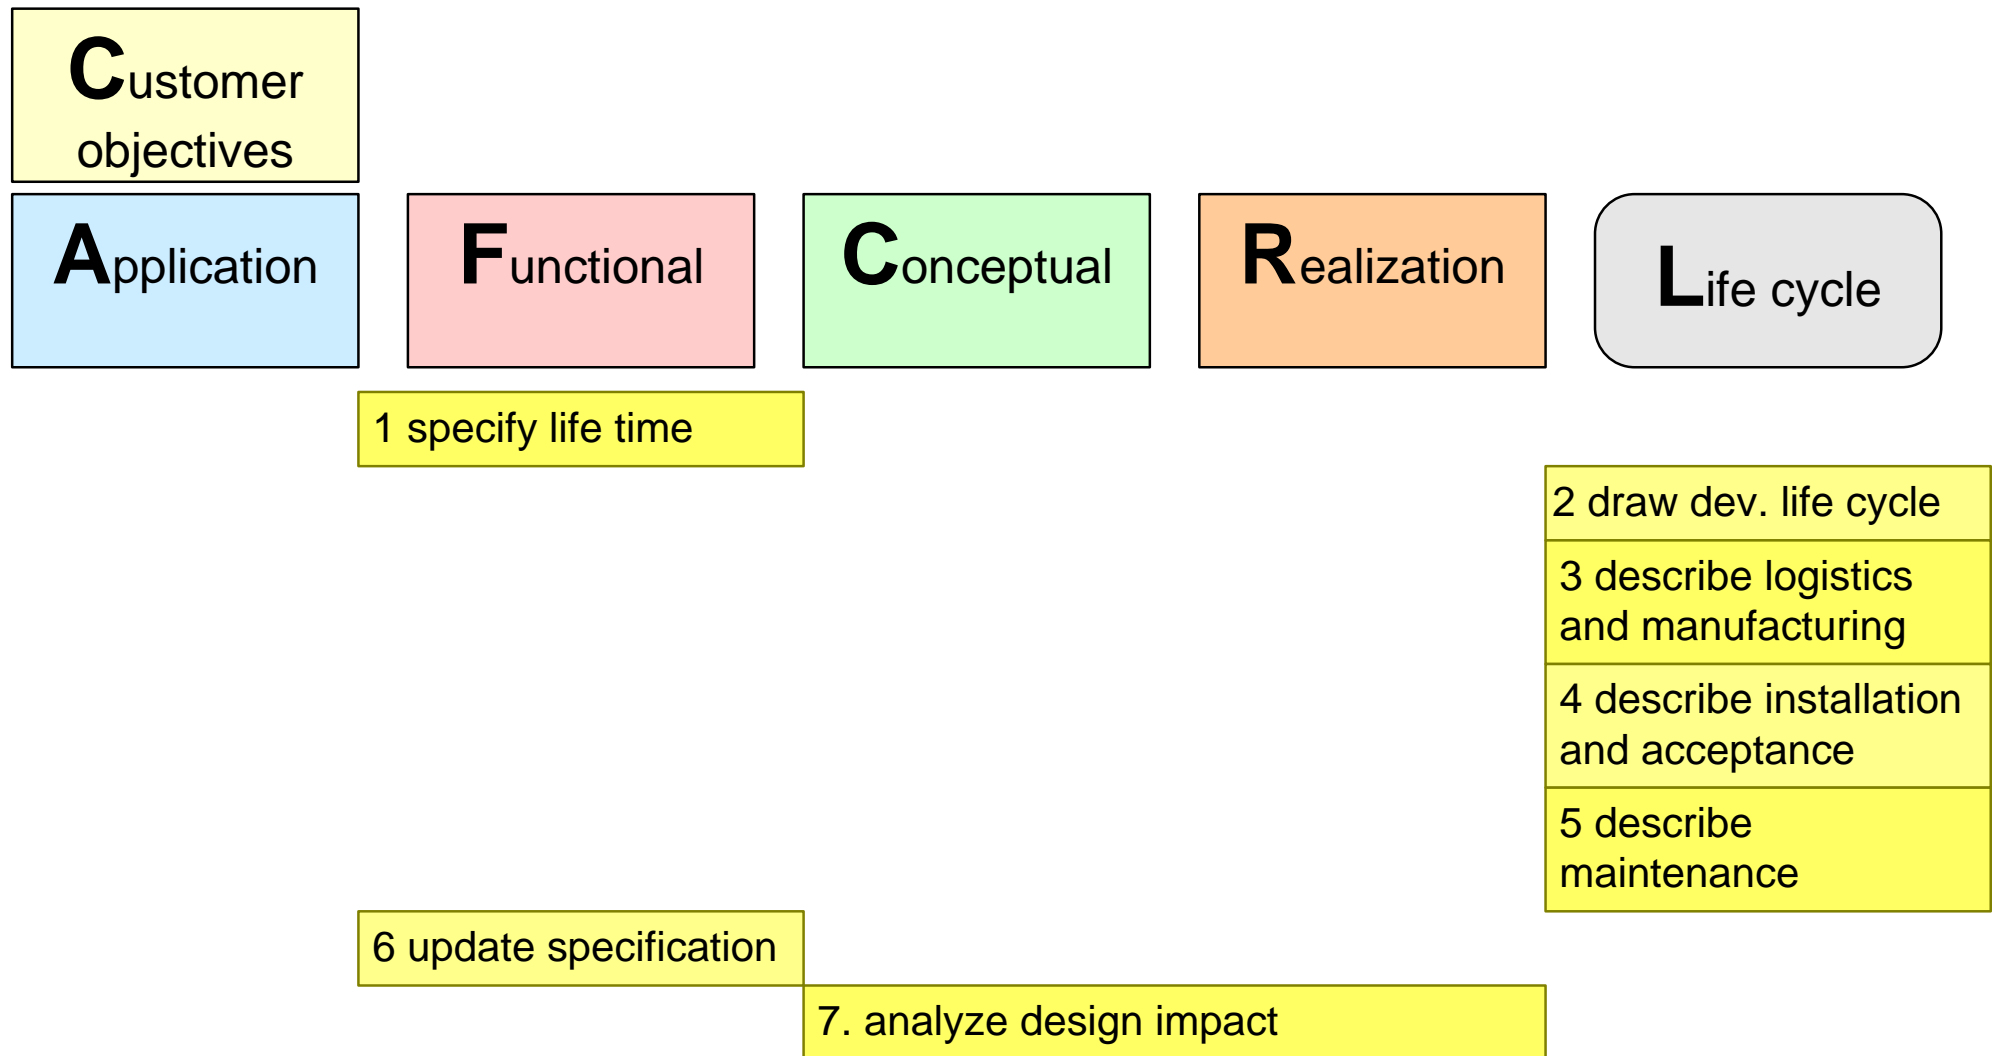 Customer
objectives
Application
Functional
Conceptual
Realization
Life cycle
1 specify life time
2 draw dev. life cycle
3 describe logistics
and manufacturing
4 describe installation
and acceptance
5 describe
maintenance
6 update specification
7. analyze design impact